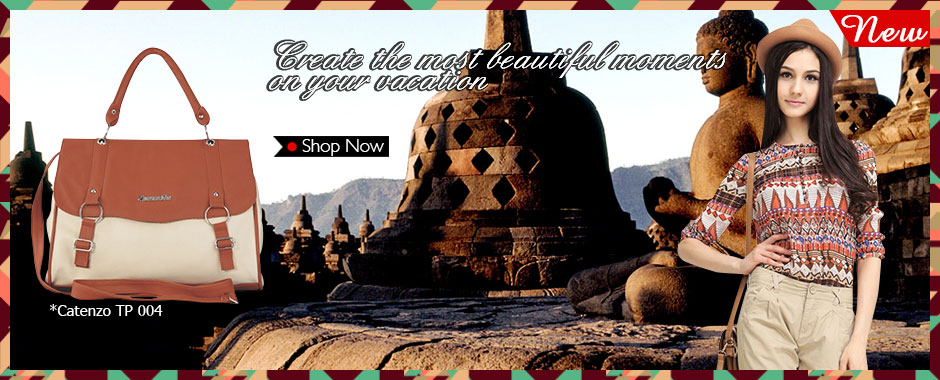 New
Create the most beautiful moments
on your vacation
Shop Now
*Catenzo TP 004